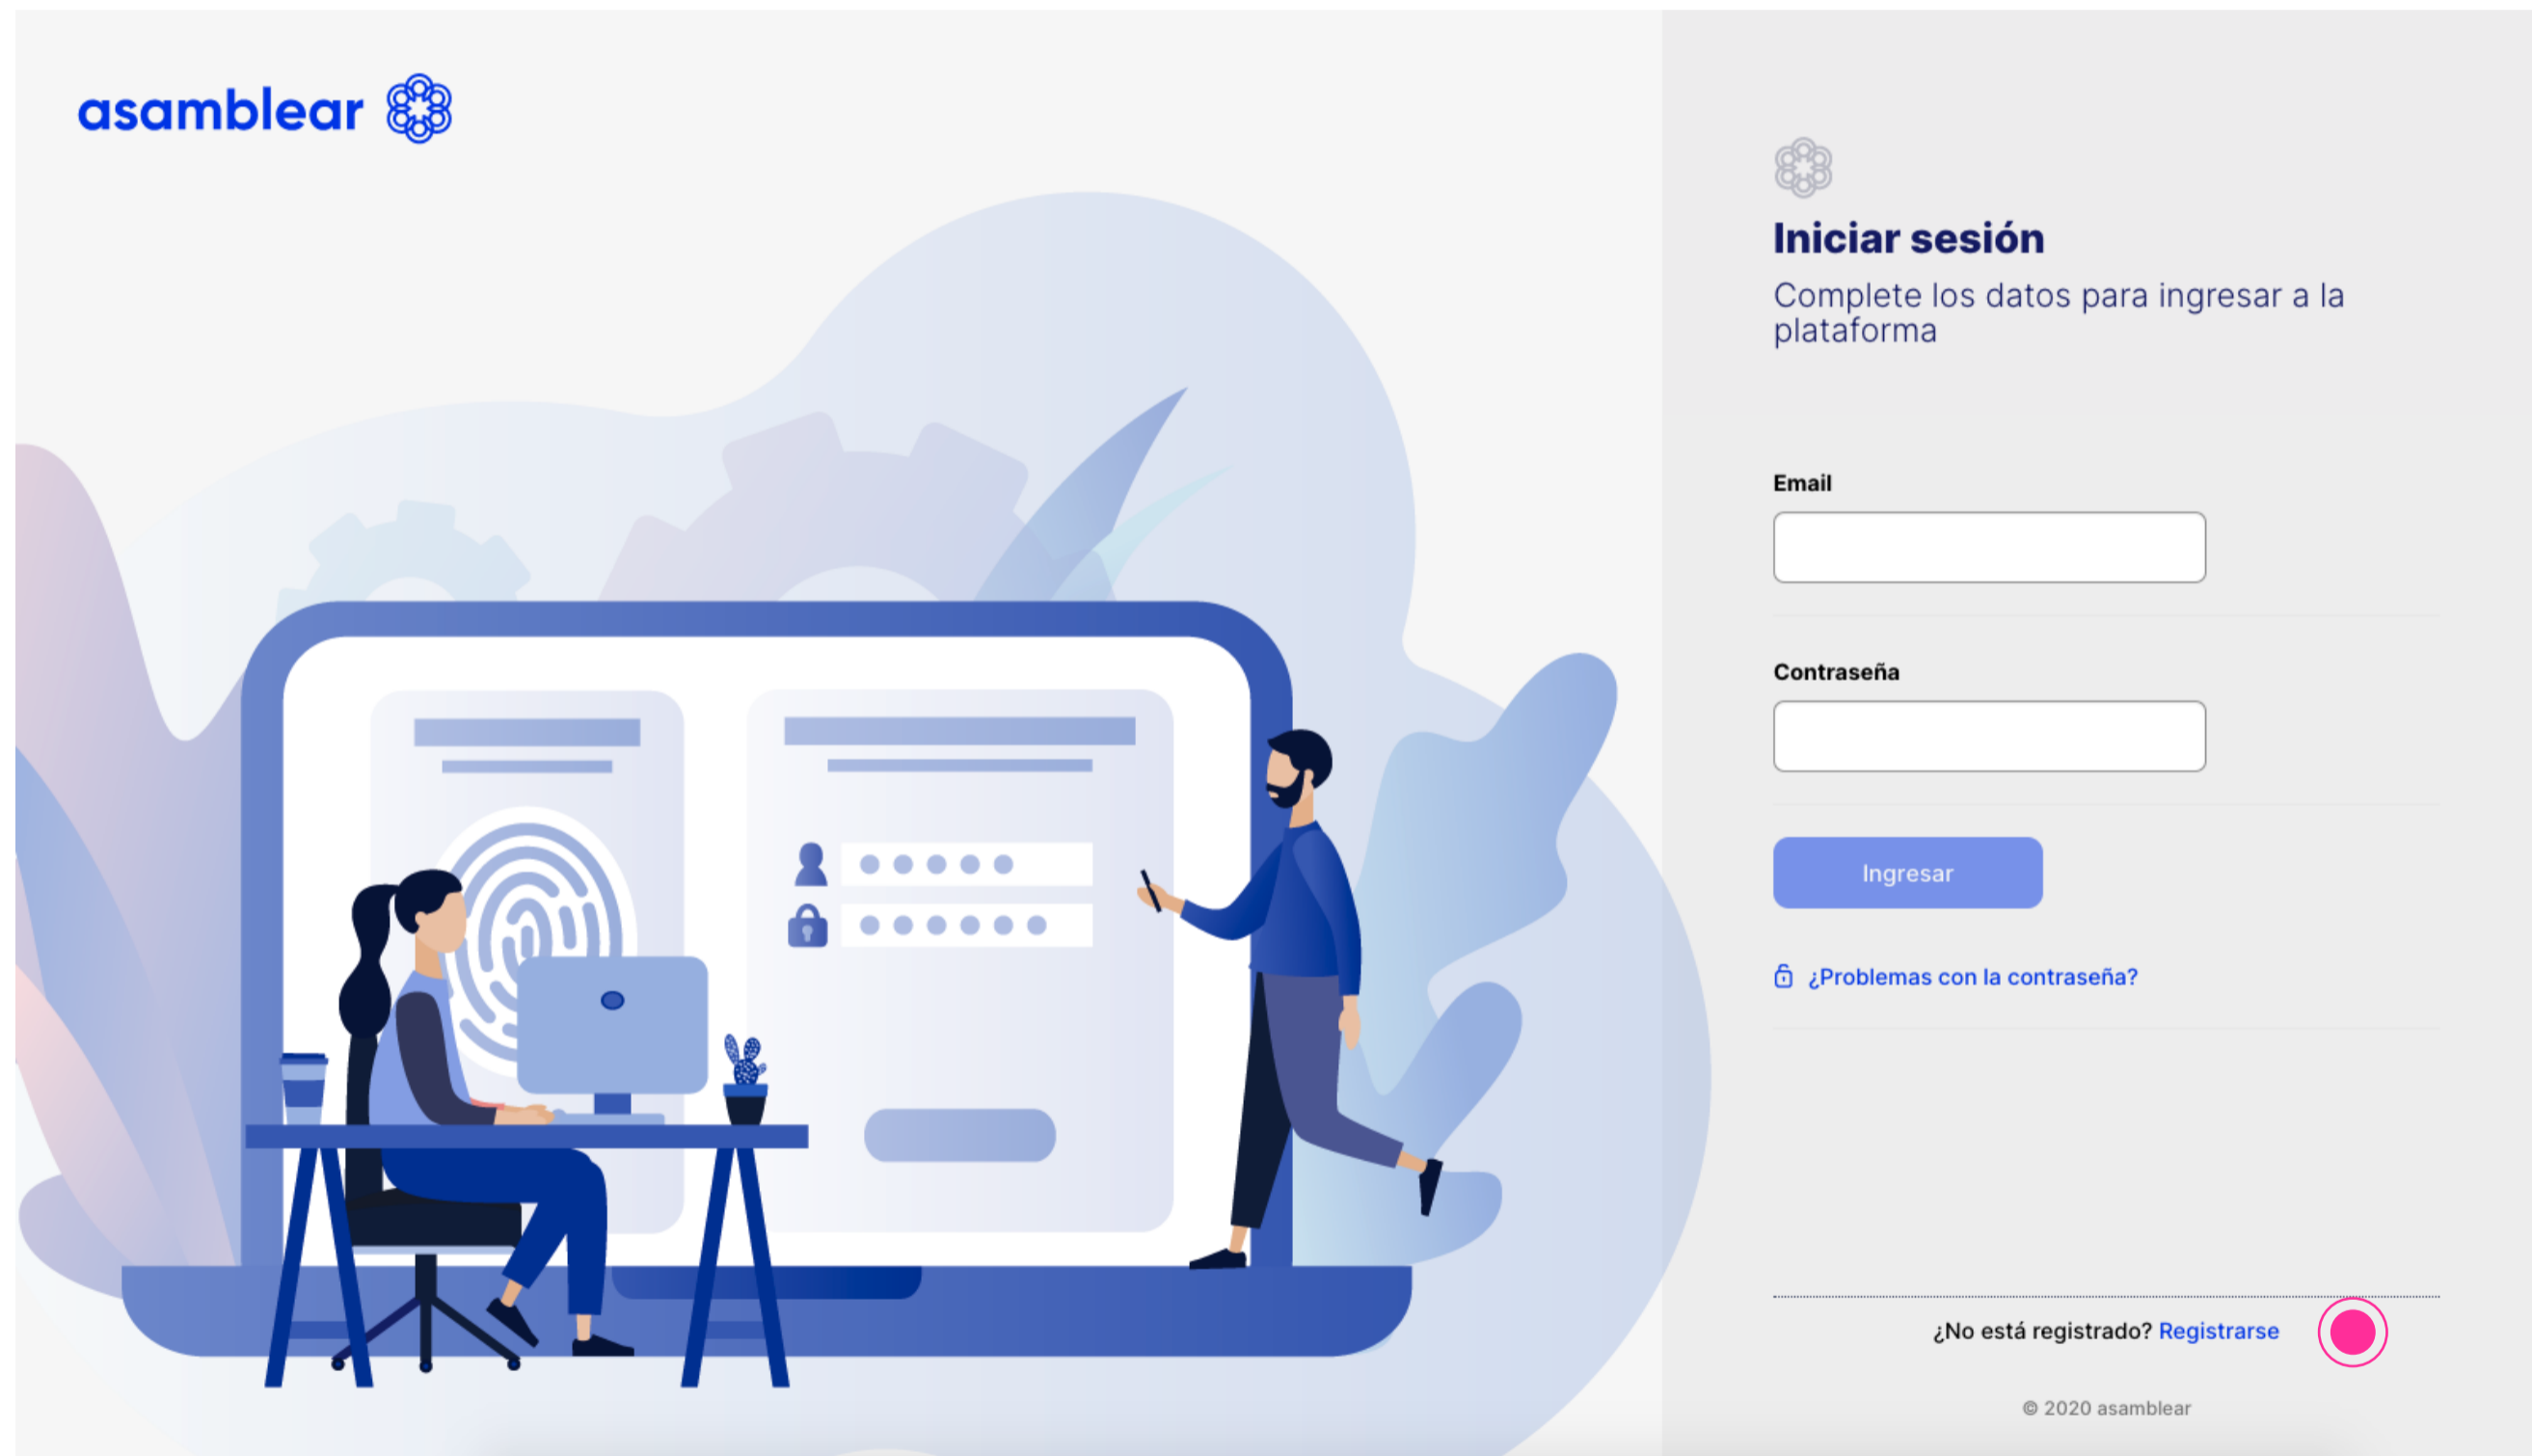 asamblear
Iniciar sesión
Complete los datos para ingresar a la
plataforma
Email
Contraseña
Ingresar
¿Problemas con la contraseña?
¿No está registrado? Registrarse
© 2020 asamblear